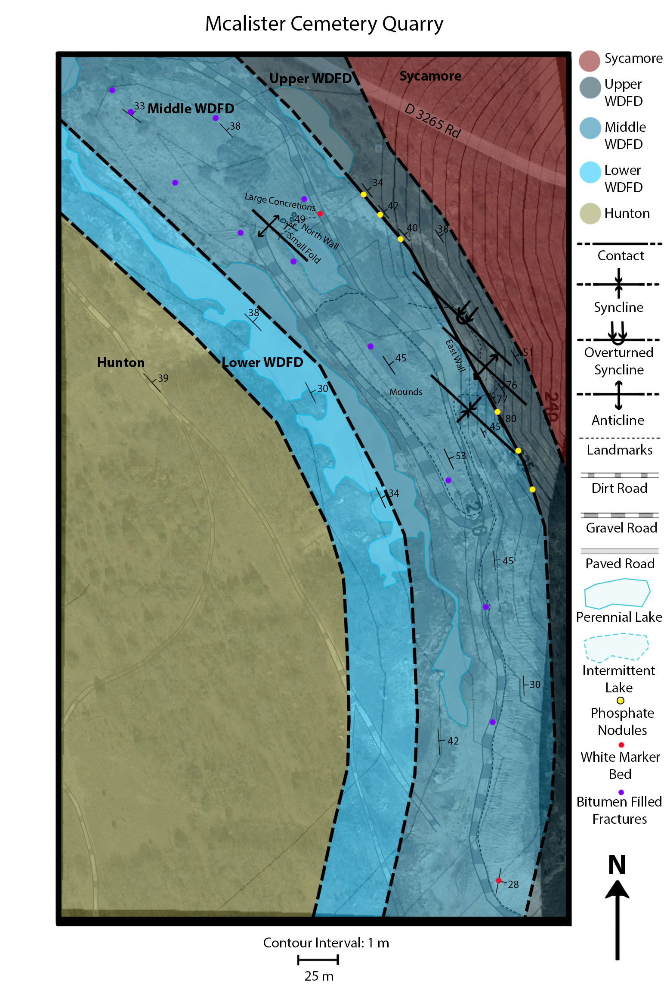 Mcalister Cemetery Quarry
Sycamore
Upper
WDFD
Middle
WDFD
Lower
WDFD
Hunton
Contact
Syncline
Overturned
Syncline
Anticline
Landmarks
Dirt Road
Gravel Road
Paved Road
Perennial Lake
Intermittent
Lake
Phosphate
Nodules
White Marker
Bed
Bitumen Filled
Fractures
N
Upper WDFD
Sycamore
33
Middle WDFD
38
D 3265 Rd
34
Large Concretions
42
49
38
North Wall
40
38
Small Fold
38
45
East Wall
51
Hunton
Lower WDFD
39
30
Mounds
76
77
240
80
45
53
34
45
30
42
28
Contour Interval: 1 m
25 m